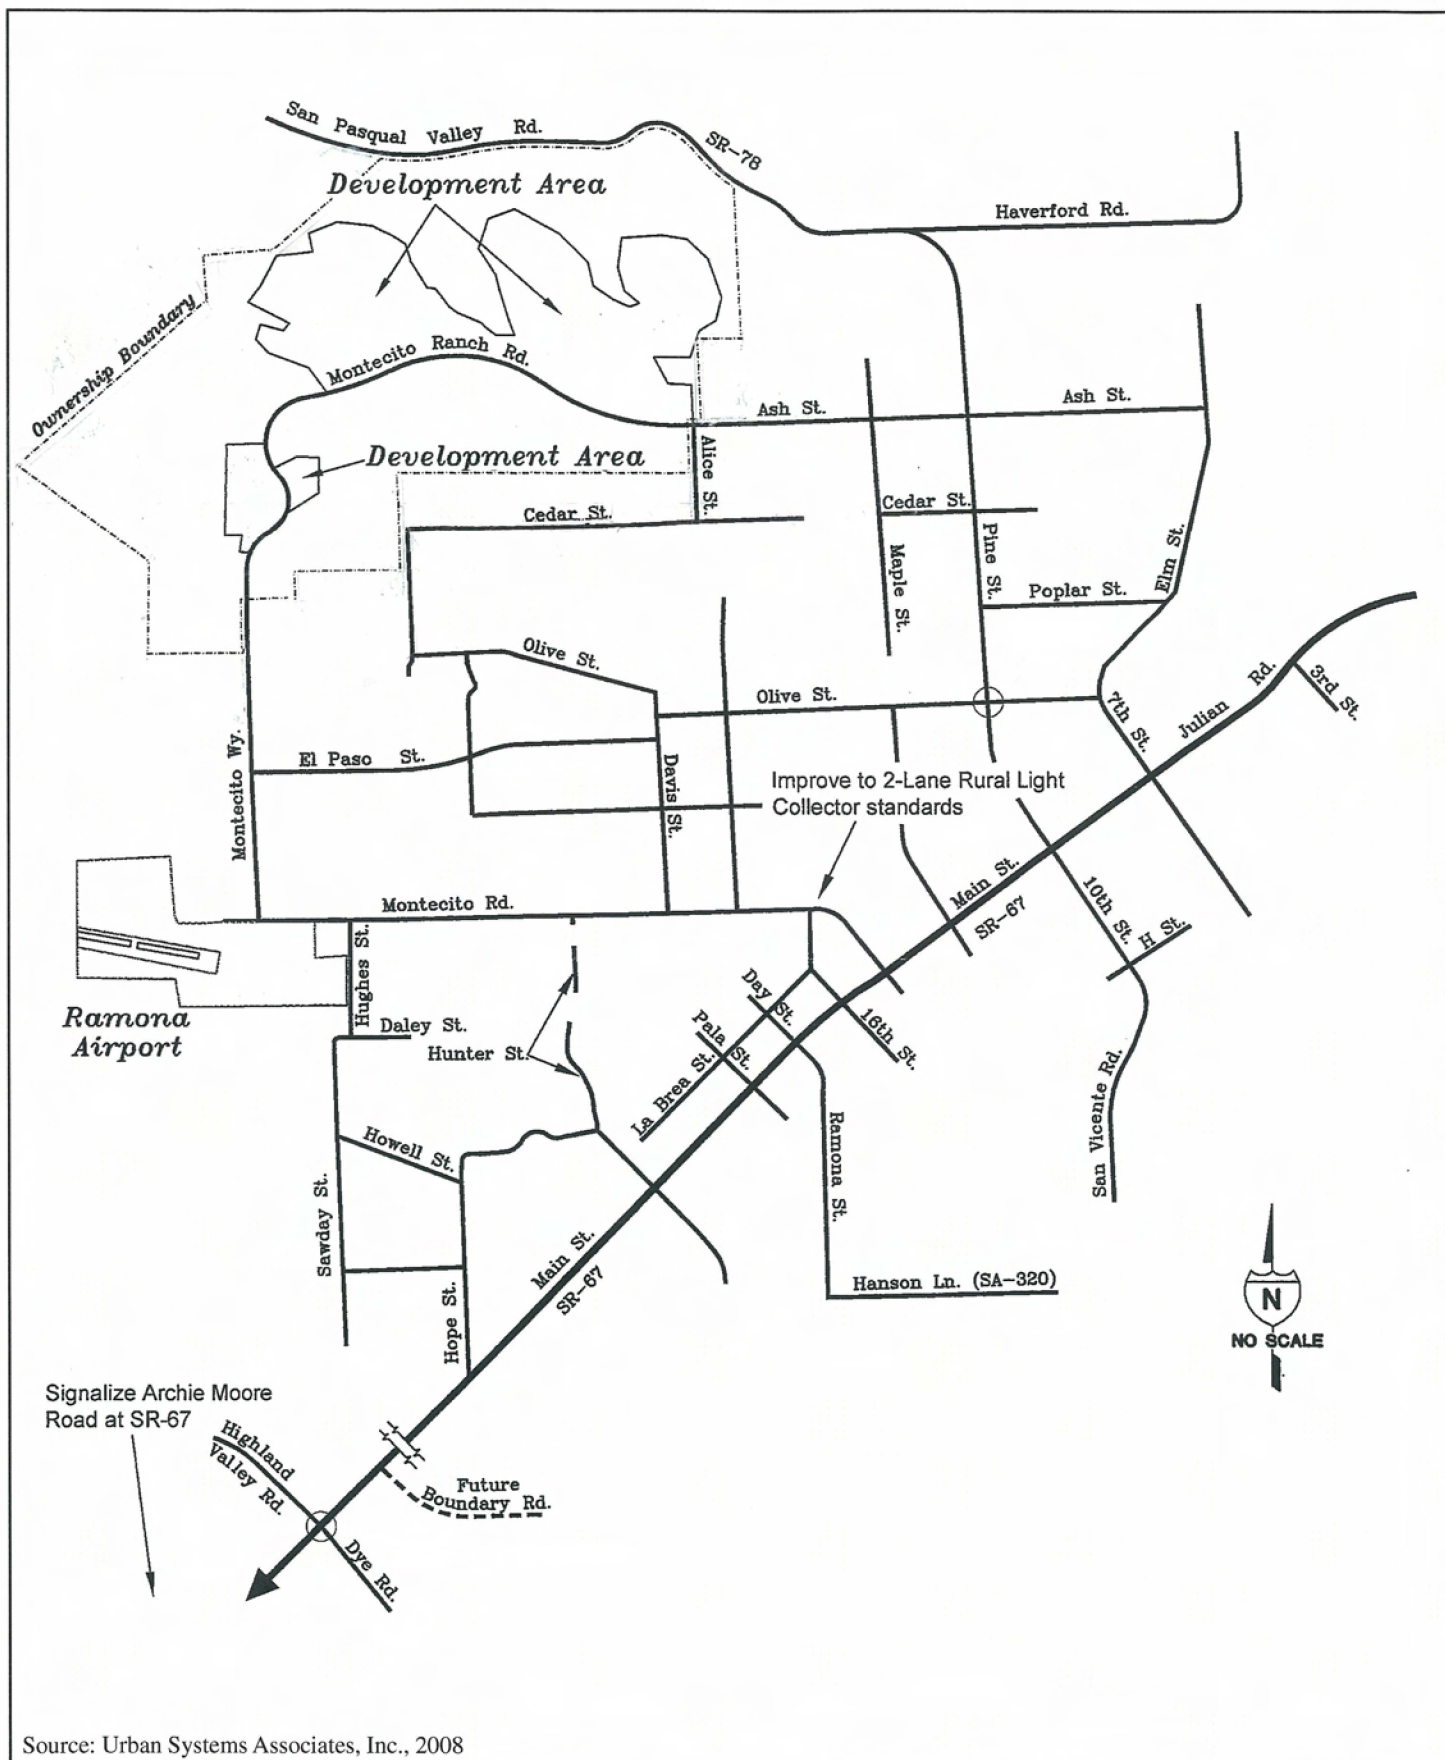 San Pasqual Valley Rd.
SR-78
Development Area
Haverford Rd.
Ownership Boundary
Montecito Ranch Rd.
Ash St.
Ash St.
Development Area
Alice St.
Cedar St.
Cedar St.
Maple St.
Pine St.
Elm St.
Poplar St.
Olive St.
Olive St.
7th St.
Julian Rd.
3rd St.
Montecito Wy.
El Paso St.
Davis St.
Improve to 2-Lane Rural Light
Collector standards
Main St.
SR-67
10th St.
H St.
Montecito Rd.
Hughes St.
Ramona
Airport
Daley St.
Hunter St.
Day St.
Pala St.
La Brea St.
16th St.
San Vicente Rd.
Howell St.
Ramona St.
Sawday St.
Main St.
SR-67
Hope St.
Hanson Ln. (SA-320)
N
NO SCALE
Signalize Archie Moore
Road at SR-67
Highland
Valley Rd.
Future
Boundary Rd.
Dye Rd.
Source: Urban Systems Associates, Inc., 2008